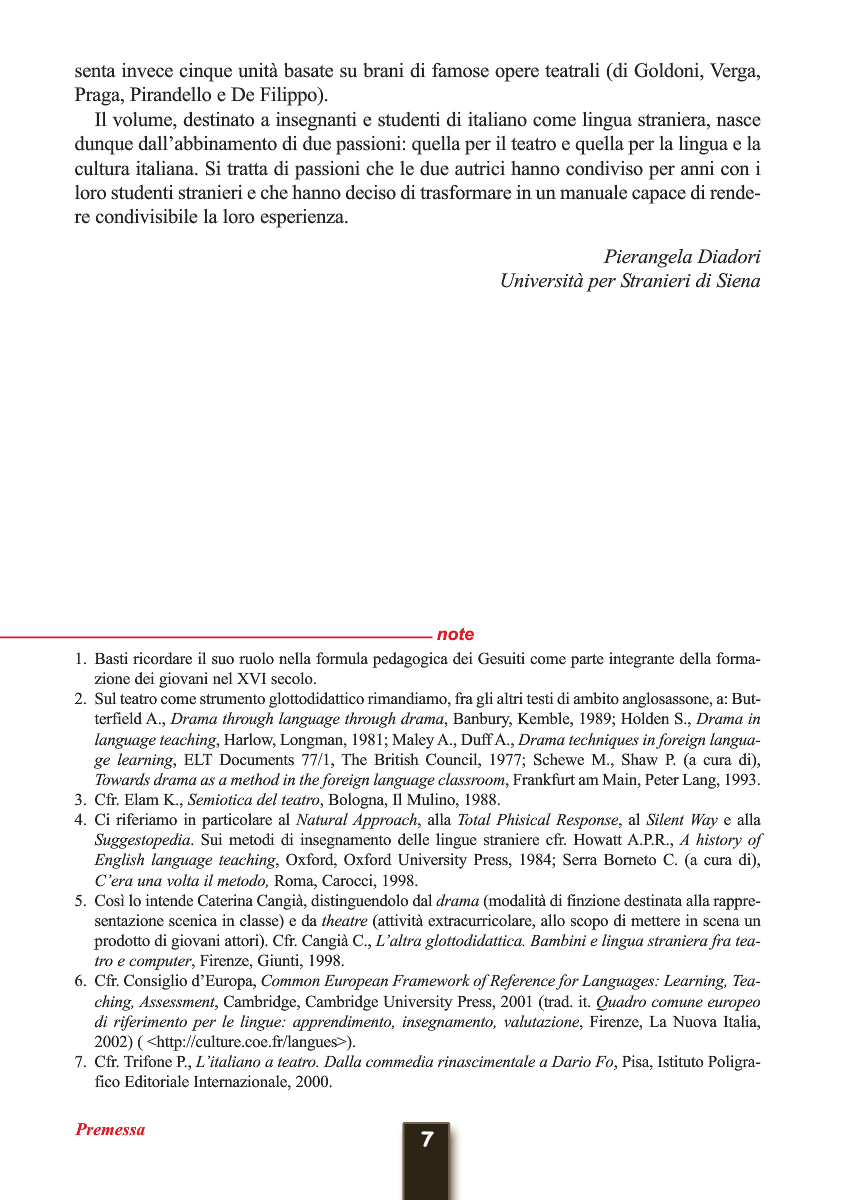 senta invece cinque unità basate su brani di famose opere teatrali (di Goldoni, Verga,
Praga, Pirandello e De Filippo).
Il volume, destinato a insegnanti e studenti di italiano come lingua straniera, nasce
dunque dall’abbinamento di due passioni: quella per il teatro e quella per la lingua e la
cultura italiana. Si tratta di passioni che le due autrici hanno condiviso per anni con i
loro studenti stranieri e che hanno deciso di trasformare in un manuale capace di rende-
re condivisibile la loro esperienza.
Pierangela Diadori
Università per Stranieri di Siena
note
1. Basti ricordare il suo ruolo nella formula pedagogica dei Gesuiti come parte integrante della forma-
zione dei giovani nel XVI secolo.
2. Sul teatro come strumento glottodidattico rimandiamo, fra gli altri testi di ambito anglosassone, a: But-
terfield A., Drama through language through drama, Banbury, Kemble, 1989; Holden S., Drama in
language teaching, Harlow, Longman, 1981; Maley A., Duff A., Drama techniques in foreign langua-
ge learning, ELT Documents 77/1, The British Council, 1977; Schewe M., Shaw P. (a cura di),
Towards drama as a method in the foreign language classroom, Frankfurt am Main, Peter Lang, 1993.
3. Cfr. Elam K., Semiotica del teatro, Bologna, Il Mulino, 1988.
4. Ci riferiamo in particolare al Natural Approach, alla Total Phisical Response, al Silent Way e alla
Suggestopedia. Sui metodi di insegnamento delle lingue straniere cfr. Howatt A.P.R., A history of
English language teaching, Oxford, Oxford University Press, 1984; Serra Borneto C. (a cura di),
C’era una volta il metodo, Roma, Carocci, 1998.
5. Così lo intende Caterina Cangià, distinguendolo dal drama (modalità di finzione destinata alla rappre-
sentazione scenica in classe) e da theatre (attività extracurricolare, allo scopo di mettere in scena un
prodotto di giovani attori). Cfr. Cangià C., L’altra glottodidattica. Bambini e lingua straniera fra tea-
tro e computer, Firenze, Giunti, 1998.
6. Cfr. Consiglio d’Europa, Common European Framework of Reference for Languages: Learning, Tea-
ching, Assessment, Cambridge, Cambridge University Press, 2001 (trad. it. Quadro comune europeo
di riferimento per le lingue: apprendimento, insegnamento, valutazione, Firenze, La Nuova Italia,
2002) ( <http://culture.coe.fr/langues>).
7. Cfr. Trifone P., L’italiano a teatro. Dalla commedia rinascimentale a Dario Fo, Pisa, Istituto Poligra-
fico Editoriale Internazionale, 2000.
Premessa
7